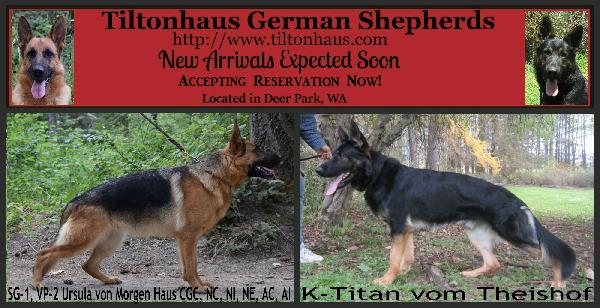 Tiltonhaus German Shepherds
http://www.tiltonhaus.com
New Arrivals Expected Soon
Accepting Reservation Now!
Located in Deer Park, WA
SG-1, VP-2 Ursula von Morgen Haus CGC, NC, NI, NE, AC, AI
K-Titan vom Theishof